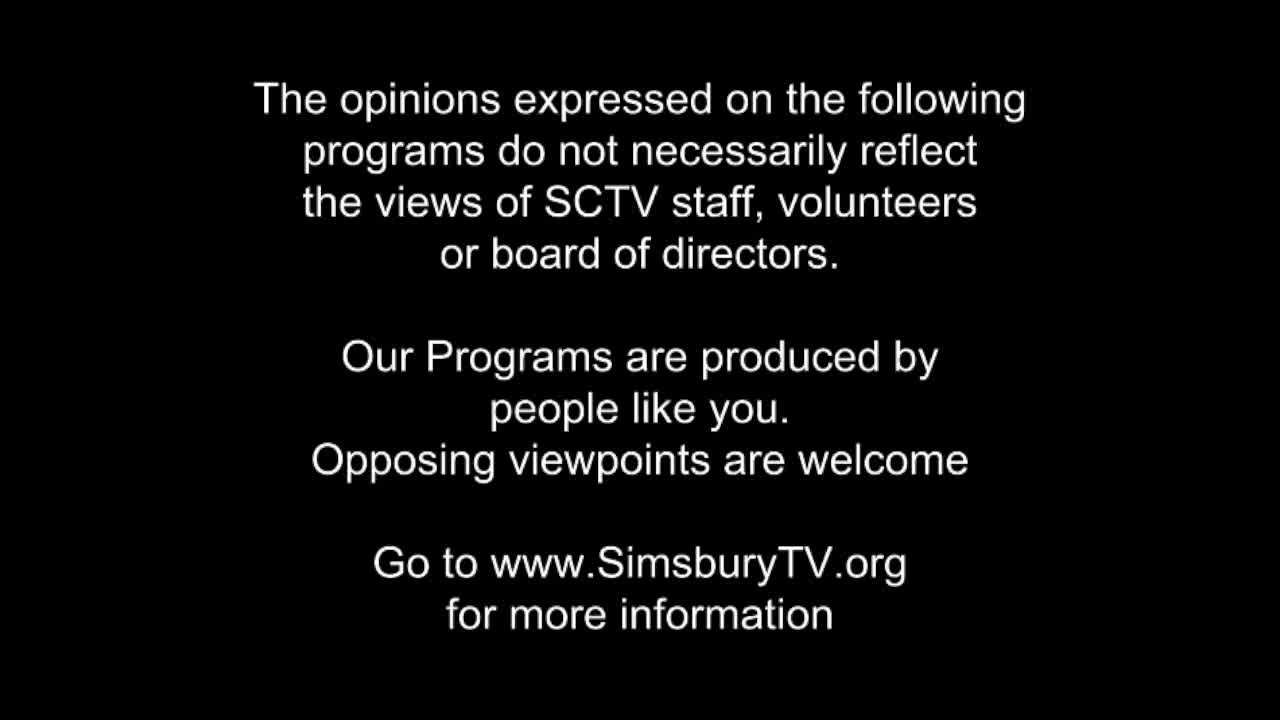 The opinions expressed on the following
programs do not necessarily reflect
the views of SCTV staff, volunteers
or board of directors.
Our Programs are produced by
people like you.
Opposing viewpoints are welcome
Go to www.SimsburyTV.org
for more information